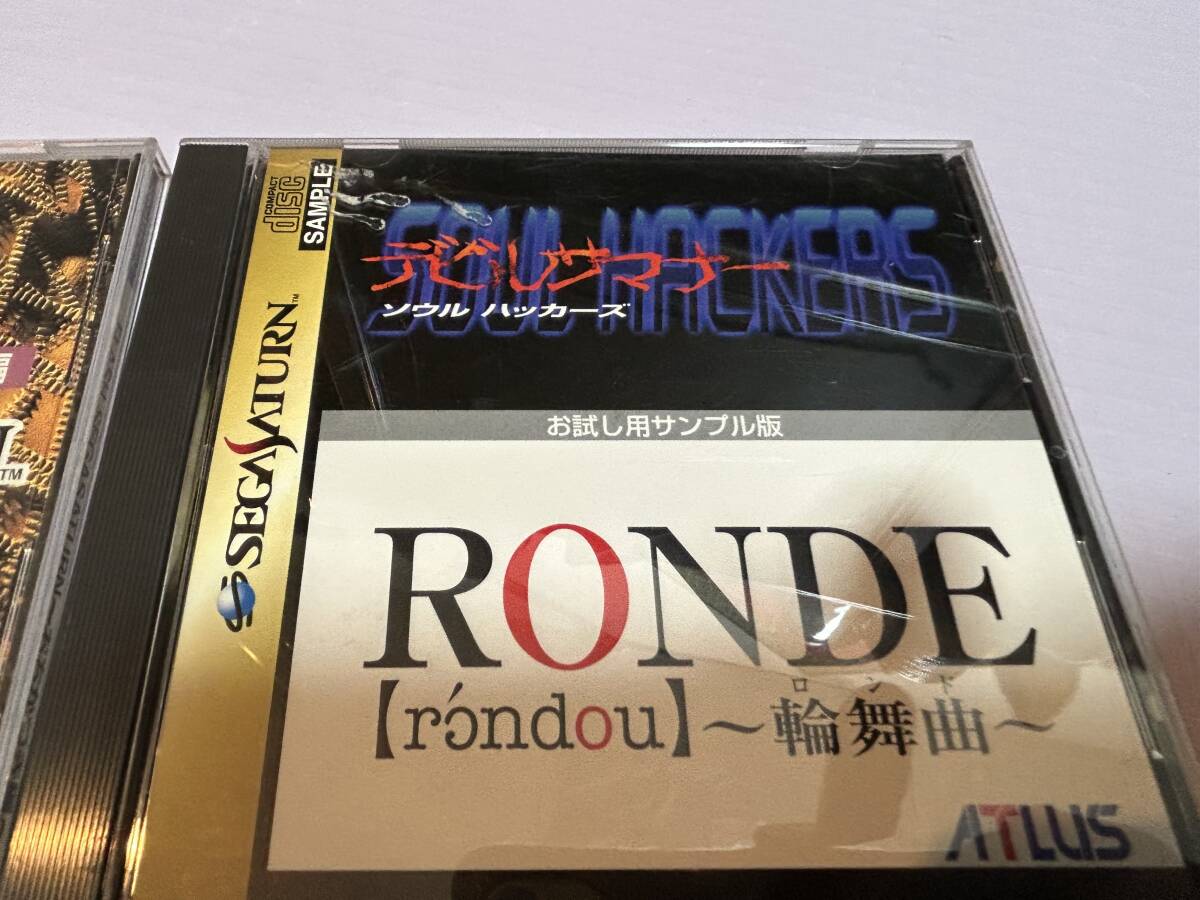 COMPACT
disc
SAMPLE
SEGA SATURN™
SOUL HACKERS
デビルサマナー
ソウル ハッカーズ
お試し用サンプル版
RONDE
【rɔ́ndou】～輪舞曲～
ロンド
ATLUS
TM